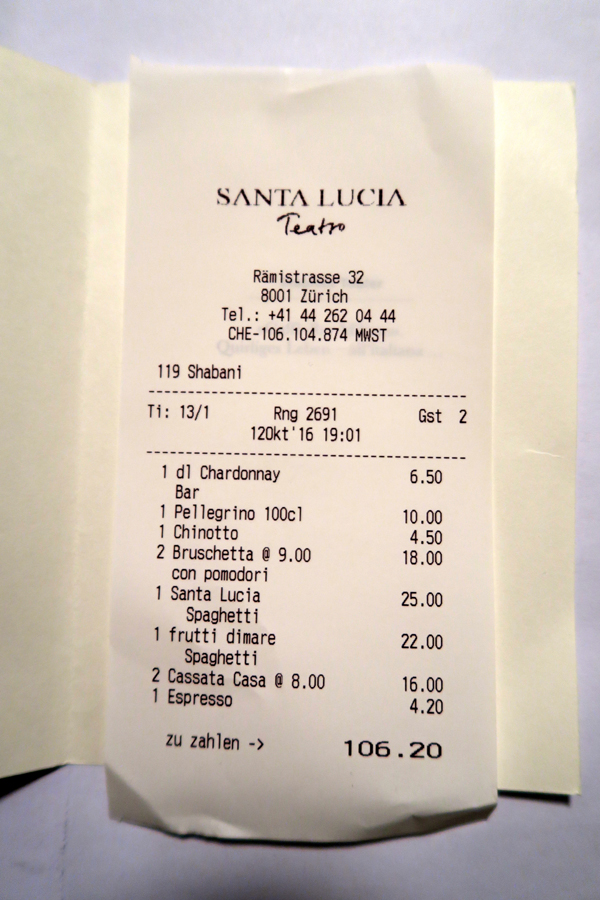 SANTA LUCIA
Teatro
Rämistrasse 32
8001 Zürich
Tel.: +41 44 262 04 44
CHE-106.104.874 MWST
119 Shabani
Ti: 13/1 Rng 2691 Gst 2
12Okt'16 19:01
1 dl Chardonnay 6.50
Bar
1 Pellegrino 100cl 10.00
1 Chinotto 4.50
2 Bruschetta @ 9.00 18.00
con pomodori
1 Santa Lucia 25.00
Spaghetti
1 frutti dimare 22.00
Spaghetti
2 Cassata Casa @ 8.00 16.00
1 Espresso 4.20
zu zahlen -> 106.20